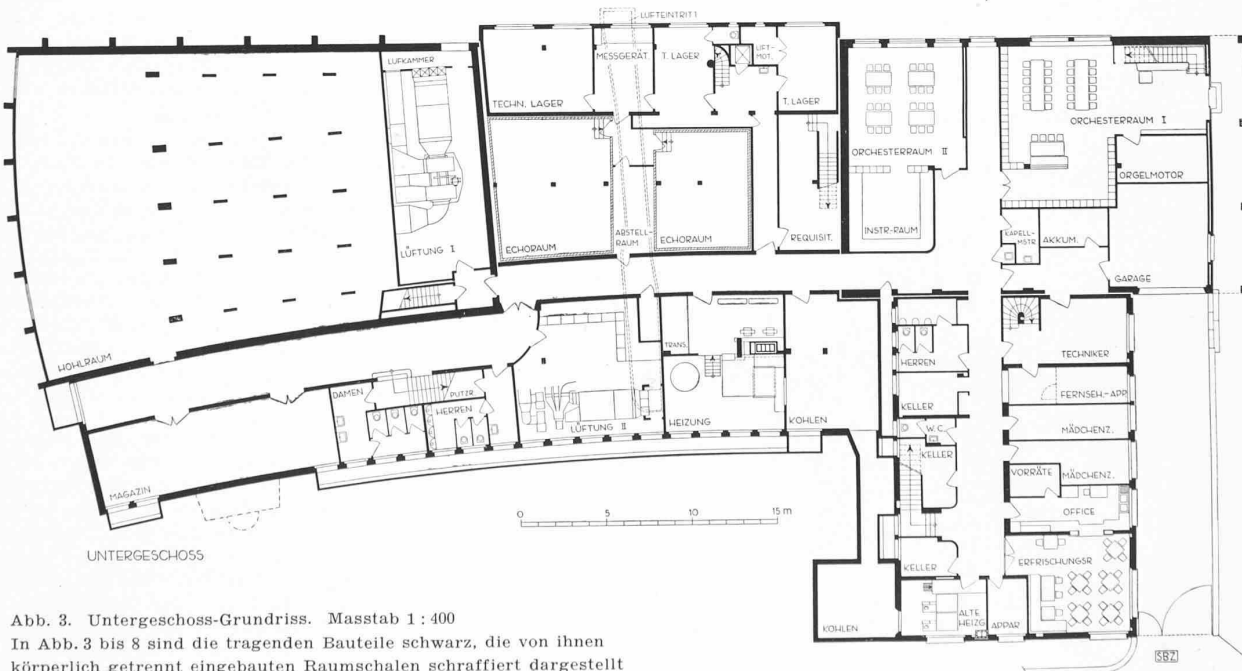 LUFTEINTRITT
LUFKAMMER
TECHN. LAGER
MESSGERÄT.
T. LAGER
LIFT-
MOT.
T. LAGER
ORCHESTERRAUM II
ORCHESTERRAUM I
ORGELMOTOR
LÜFTUNG I
ECHORAUM
ABSTELL-
RAUM
ECHORAUM
REQUISIT.
INSTR.-RAUM
KAPELL-
MSTR.
AKKUM.
GARAGE
HOHLRAUM
DAMEN
PUTZR.
HERREN
LÜFTUNG II
TRANS.
HEIZUNG
KOHLEN
HERREN
KELLER
W.C.
KELLER
KELLER
TECHNIKER
FERNSEH.-APP.
MÄDCHENZ.
VORRÄTE
MÄDCHENZ.
OFFICE
ERFRISCHUNGSR.
MAGAZIN
0 5 10 15 m
UNTERGESCHOSS
KOHLEN
ALTE
HEIZG
APPAR
SBZ
Abb. 3. Untergeschoss-Grundriss. Masstab 1 : 400
In Abb. 3 bis 8 sind die tragenden Bauteile schwarz, die von ihnen
körperlich getrennt eingebauten Raumschalen schraffiert dargestellt